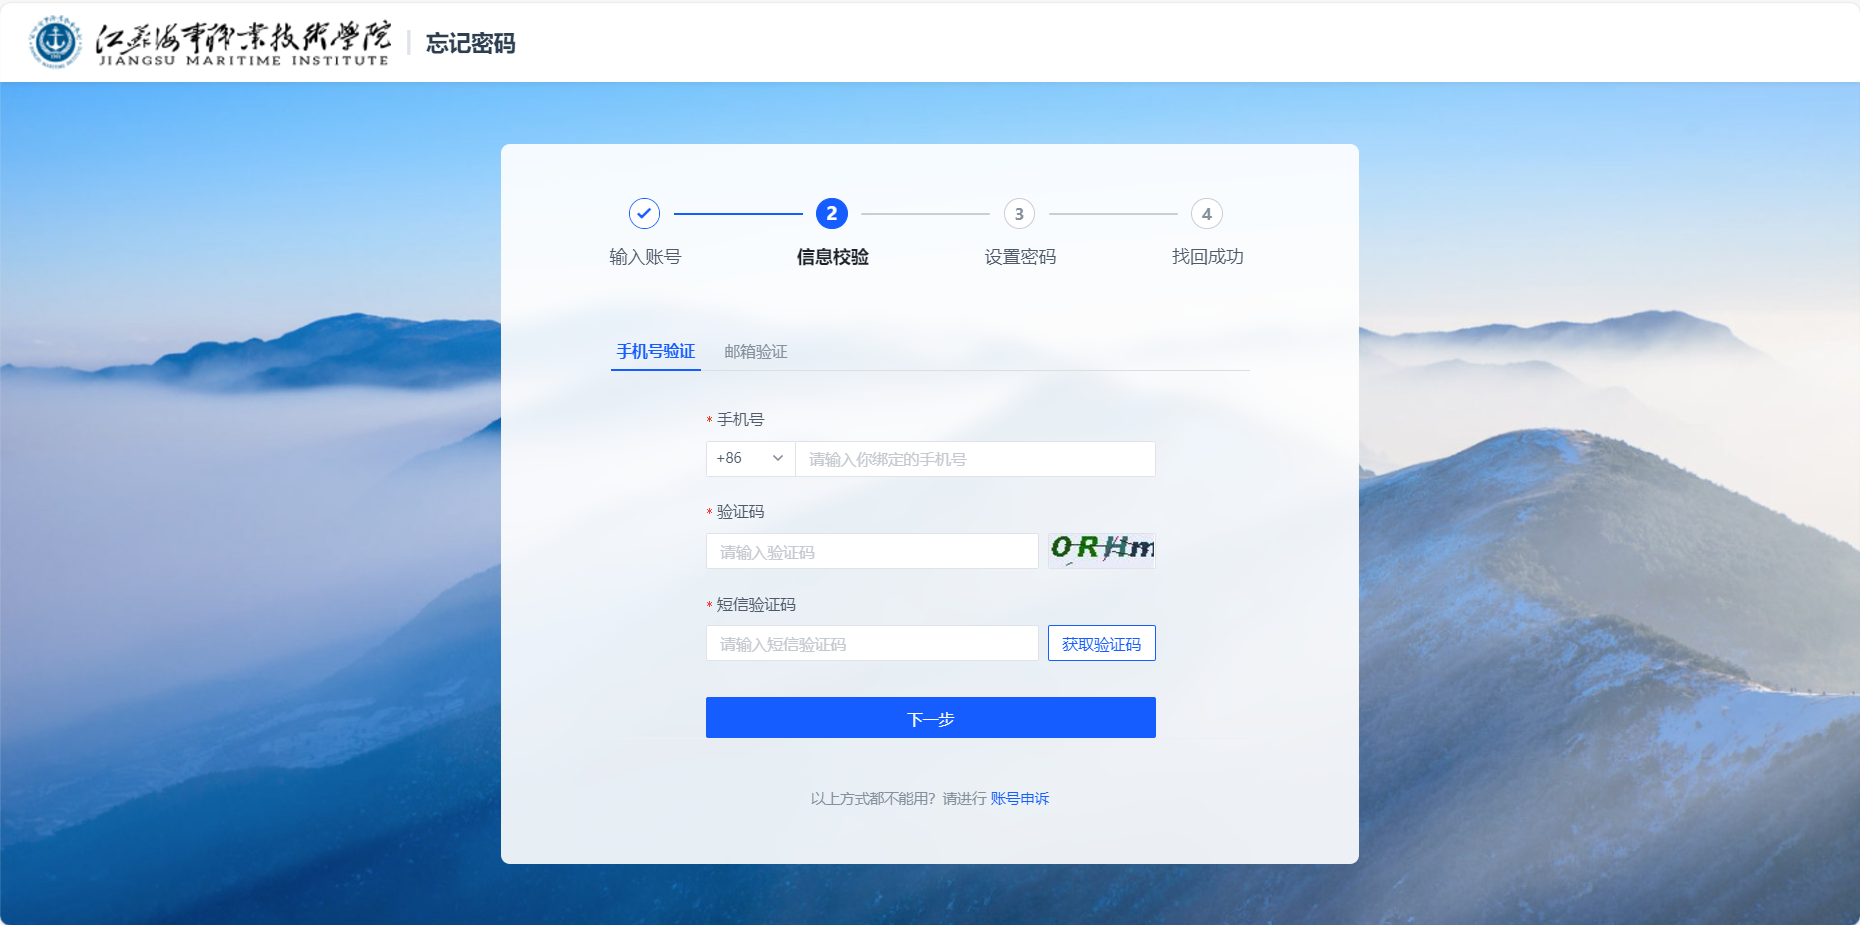 江苏海事职业技术学院
JIANGSU MARITIME INSTITUTE
忘记密码
2 3 4
输入账号 信息校验 设置密码 找回成功
手机号验证 邮箱验证
* 手机号
+86 请输入你绑定的手机号
* 验证码
请输入验证码 ORHm
* 短信验证码
请输入短信验证码 获取验证码
下一步
以上方式都不能用？请进行 账号申诉